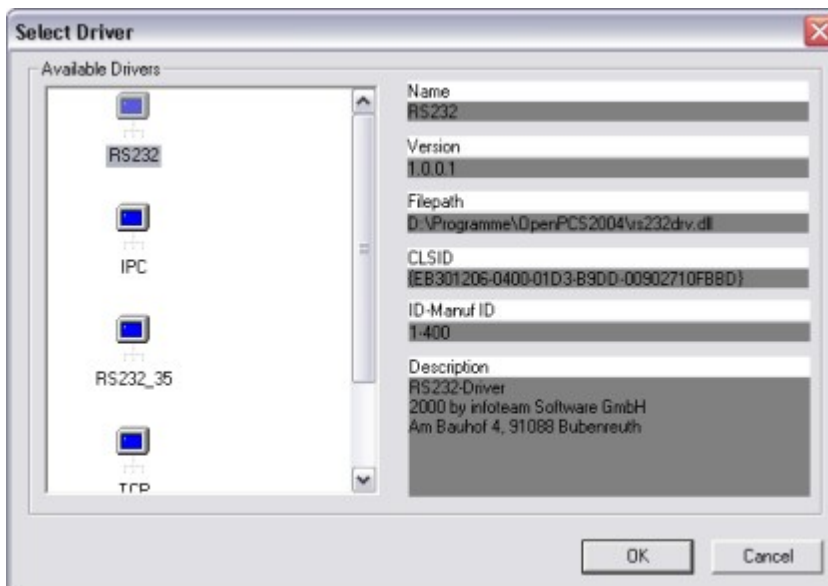 Select Driver
Available Drivers
RS232
IPC
RS232_35
TCP
Name
RS232
Version
1.0.0.1
Filepath
D:\Programme\OpenPCS2004\rs232drv.dll
CLSID
{EB301206-0400-01D3-B9DD-00902710FBBD}
ID-Manuf ID
1-400
Description
RS232-Driver
2000 by infoteam Software GmbH
Am Bauhof 4, 91088 Bubenreuth
OK
Cancel